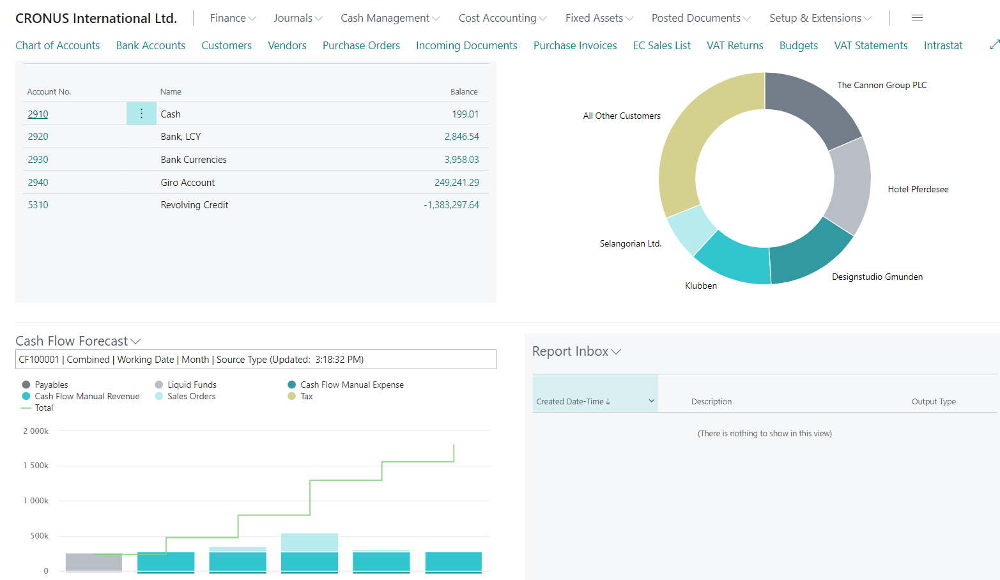 CRONUS International Ltd. Finance Journals Cash Management Cost Accounting Fixed Assets Posted Documents Setup & Extensions
Chart of Accounts Bank Accounts Customers Vendors Purchase Orders Incoming Documents Purchase Invoices EC Sales List VAT Returns Budgets VAT Statements Intrastat
Account No. Name Balance
2910 Cash 199.01
2920 Bank, LCY 2,846.54
2930 Bank Currencies 3,958.03
2940 Giro Account 249,241.29
5310 Revolving Credit -1,383,297.64
The Cannon Group PLC
All Other Customers
Hotel Pferdesee
Selangorian Ltd.
Designstudio Gmunden
Klubben
Cash Flow Forecast
CF100001 | Combined | Working Date | Month | Source Type (Updated: 3:18:32 PM)
Payables Liquid Funds Cash Flow Manual Expense
Cash Flow Manual Revenue Sales Orders Tax
Total
2 000k
1 500k
1 000k
500k
0
Report Inbox
Created Date-Time ↓ Description Output Type
(There is nothing to show in this view)